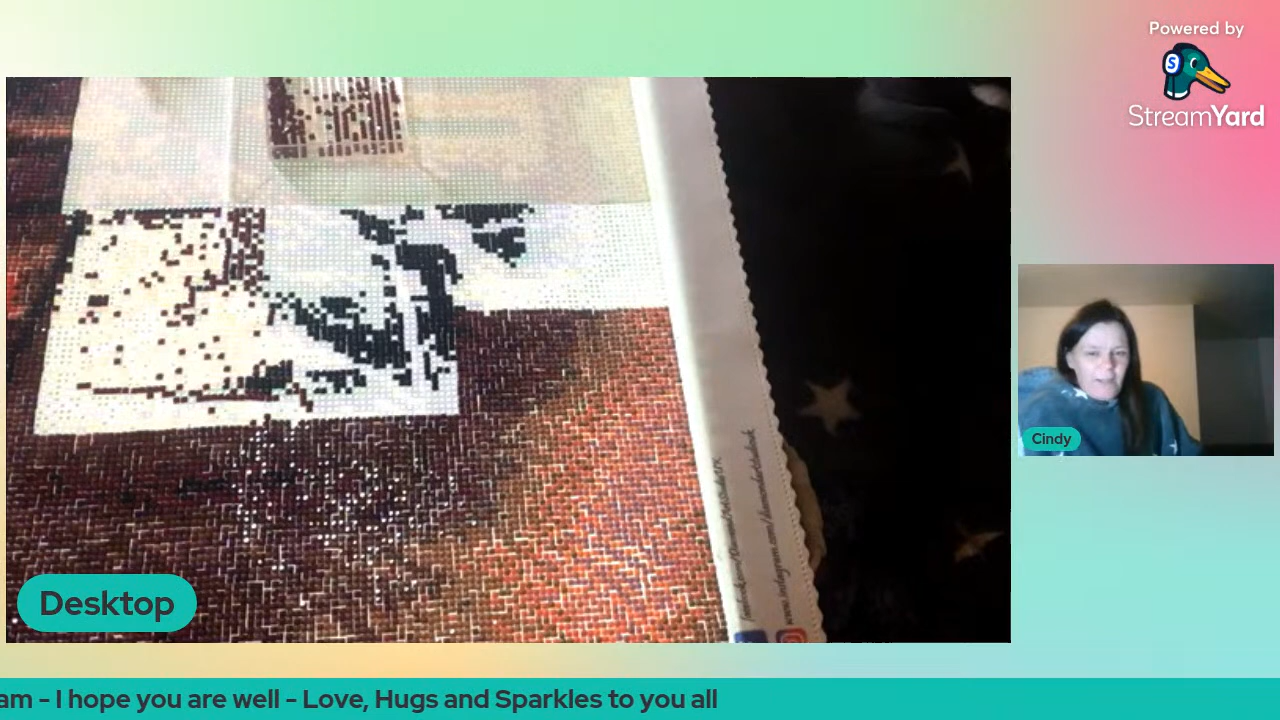 Powered by
StreamYard
Cindy
Desktop
am - I hope you are well - Love, Hugs and Sparkles to you all